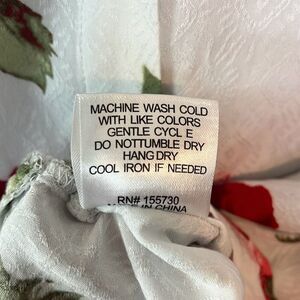 MACHINE WASH COLD
WITH LIKE COLORS
GENTLE CYCL E
DO NOTTUMBLE DRY
HANG DRY
COOL IRON IF NEEDED
RN# 155730
MADE IN CHINA